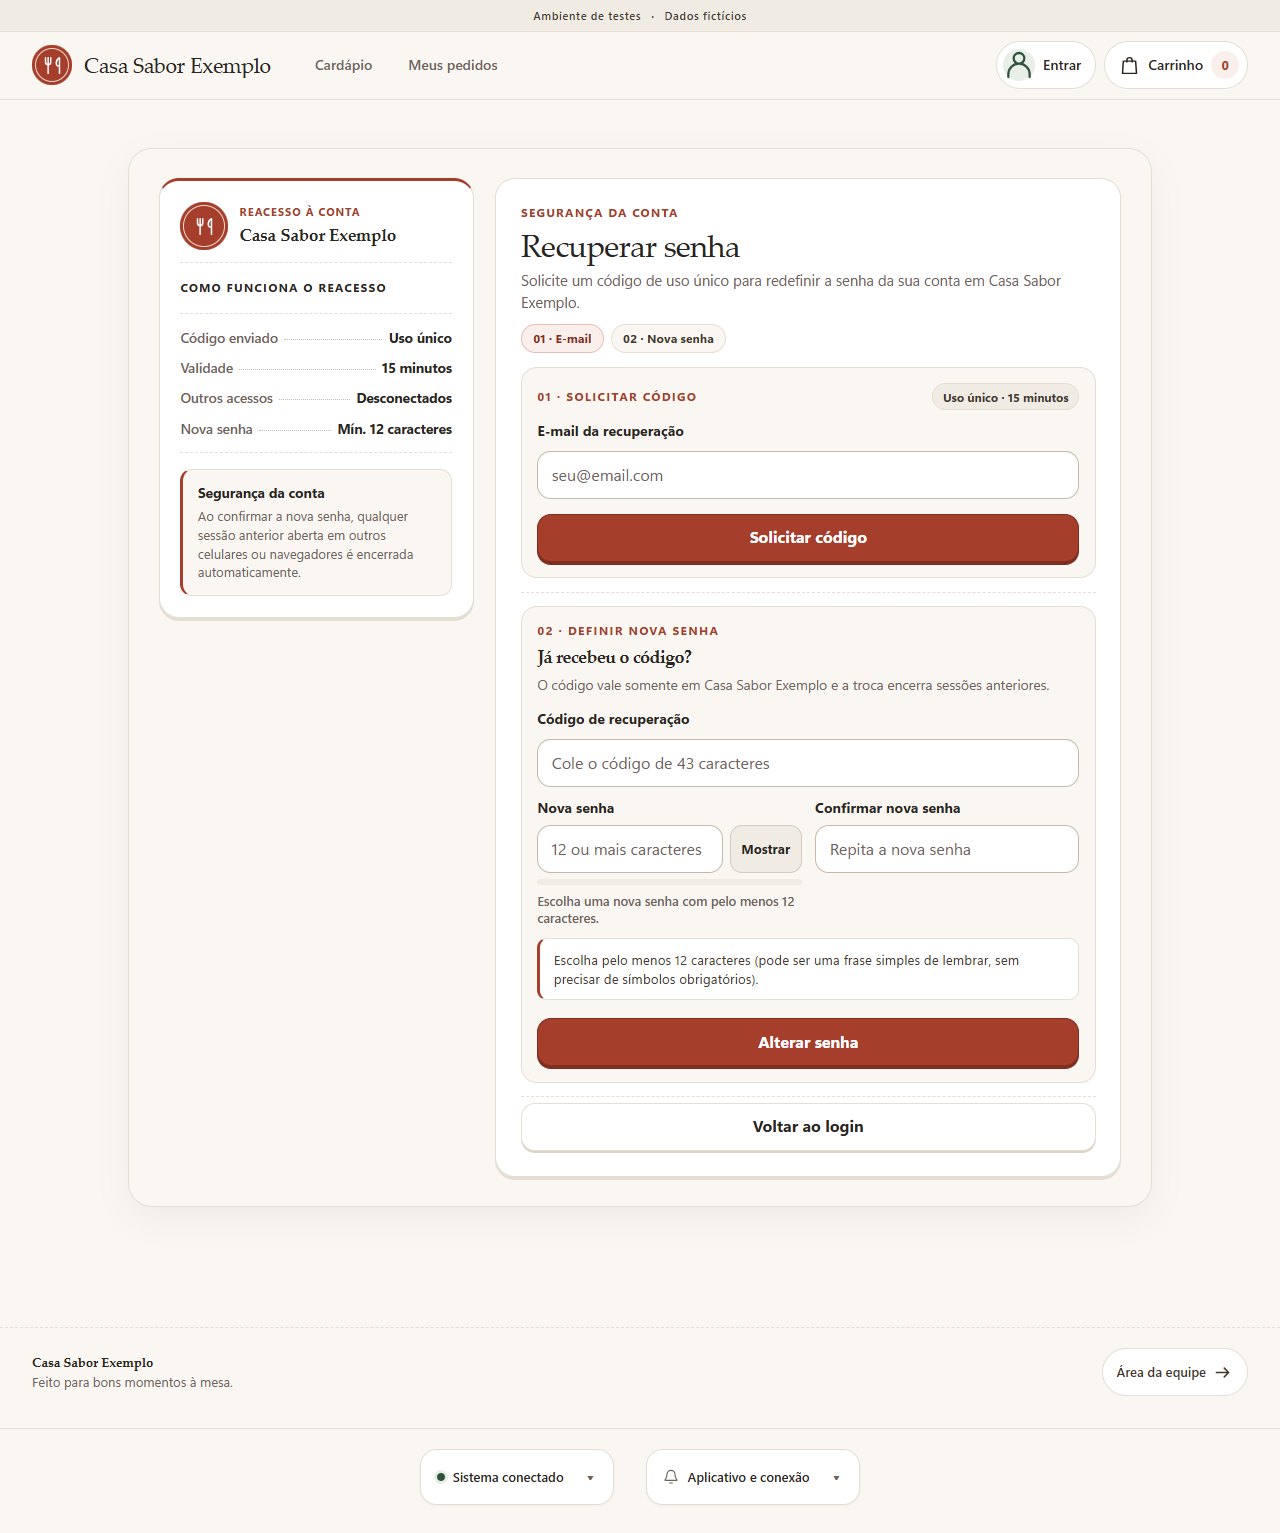 Ambiente de testes · Dados fictícios
Casa Sabor Exemplo
Cardápio
Meus pedidos
Entrar
Carrinho
0
REACESSO À CONTA
Casa Sabor Exemplo
COMO FUNCIONA O REACESSO
Código enviado Uso único
Validade 15 minutos
Outros acessos Desconectados
Nova senha Mín. 12 caracteres
Segurança da conta
Ao confirmar a nova senha, qualquer
sessão anterior aberta em outros
celulares ou navegadores é encerrada
automaticamente.
SEGURANÇA DA CONTA
Recuperar senha
Solicite um código de uso único para redefinir a senha da sua conta em Casa Sabor
Exemplo.
01 · E-mail
02 · Nova senha
01 · SOLICITAR CÓDIGO
Uso único · 15 minutos
E-mail da recuperação
seu@email.com
Solicitar código
02 · DEFINIR NOVA SENHA
Já recebeu o código?
O código vale somente em Casa Sabor Exemplo e a troca encerra sessões anteriores.
Código de recuperação
Cole o código de 43 caracteres
Nova senha
12 ou mais caracteres
Mostrar
Confirmar nova senha
Repita a nova senha
Escolha uma nova senha com pelo menos 12
caracteres.
Escolha pelo menos 12 caracteres (pode ser uma frase simples de lembrar, sem
precisar de símbolos obrigatórios).
Alterar senha
Voltar ao login
Casa Sabor Exemplo
Feito para bons momentos à mesa.
Área da equipe
Sistema conectado
Aplicativo e conexão